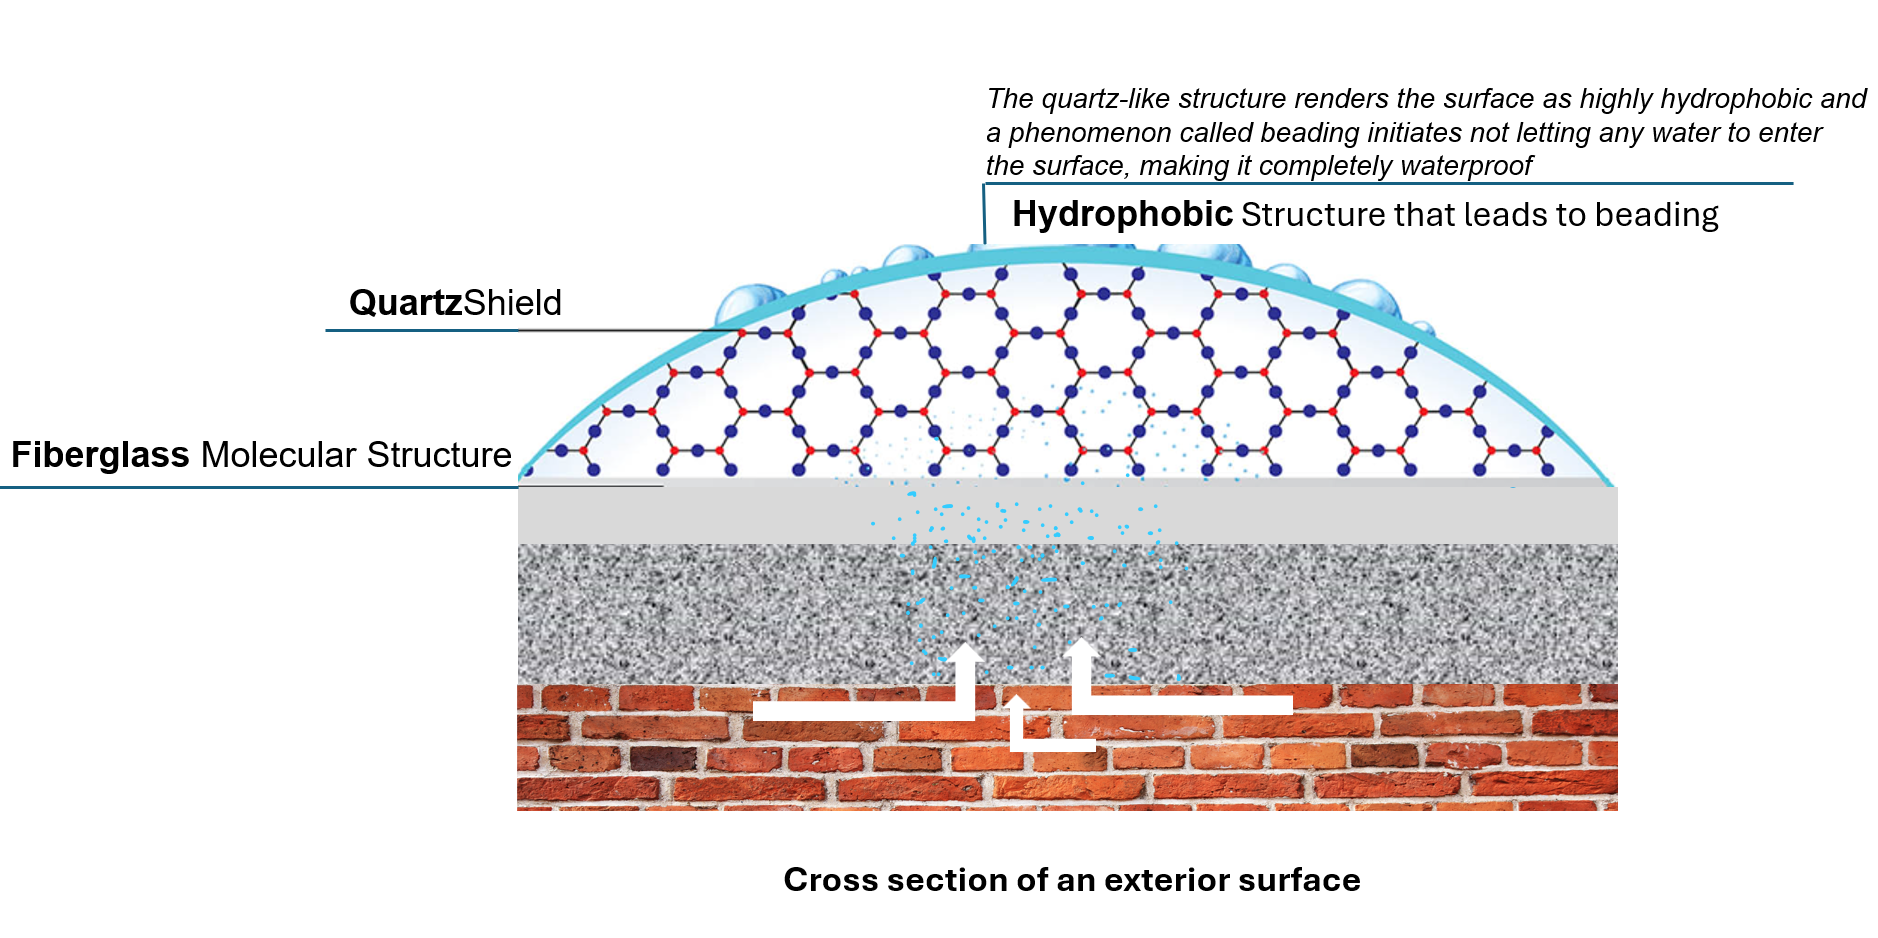 The quartz-like structure renders the surface as highly hydrophobic and
a phenomenon called beading initiates not letting any water to enter
the surface, making it completely waterproof
Hydrophobic Structure that leads to beading
QuartzShield
Fiberglass Molecular Structure
Cross section of an exterior surface